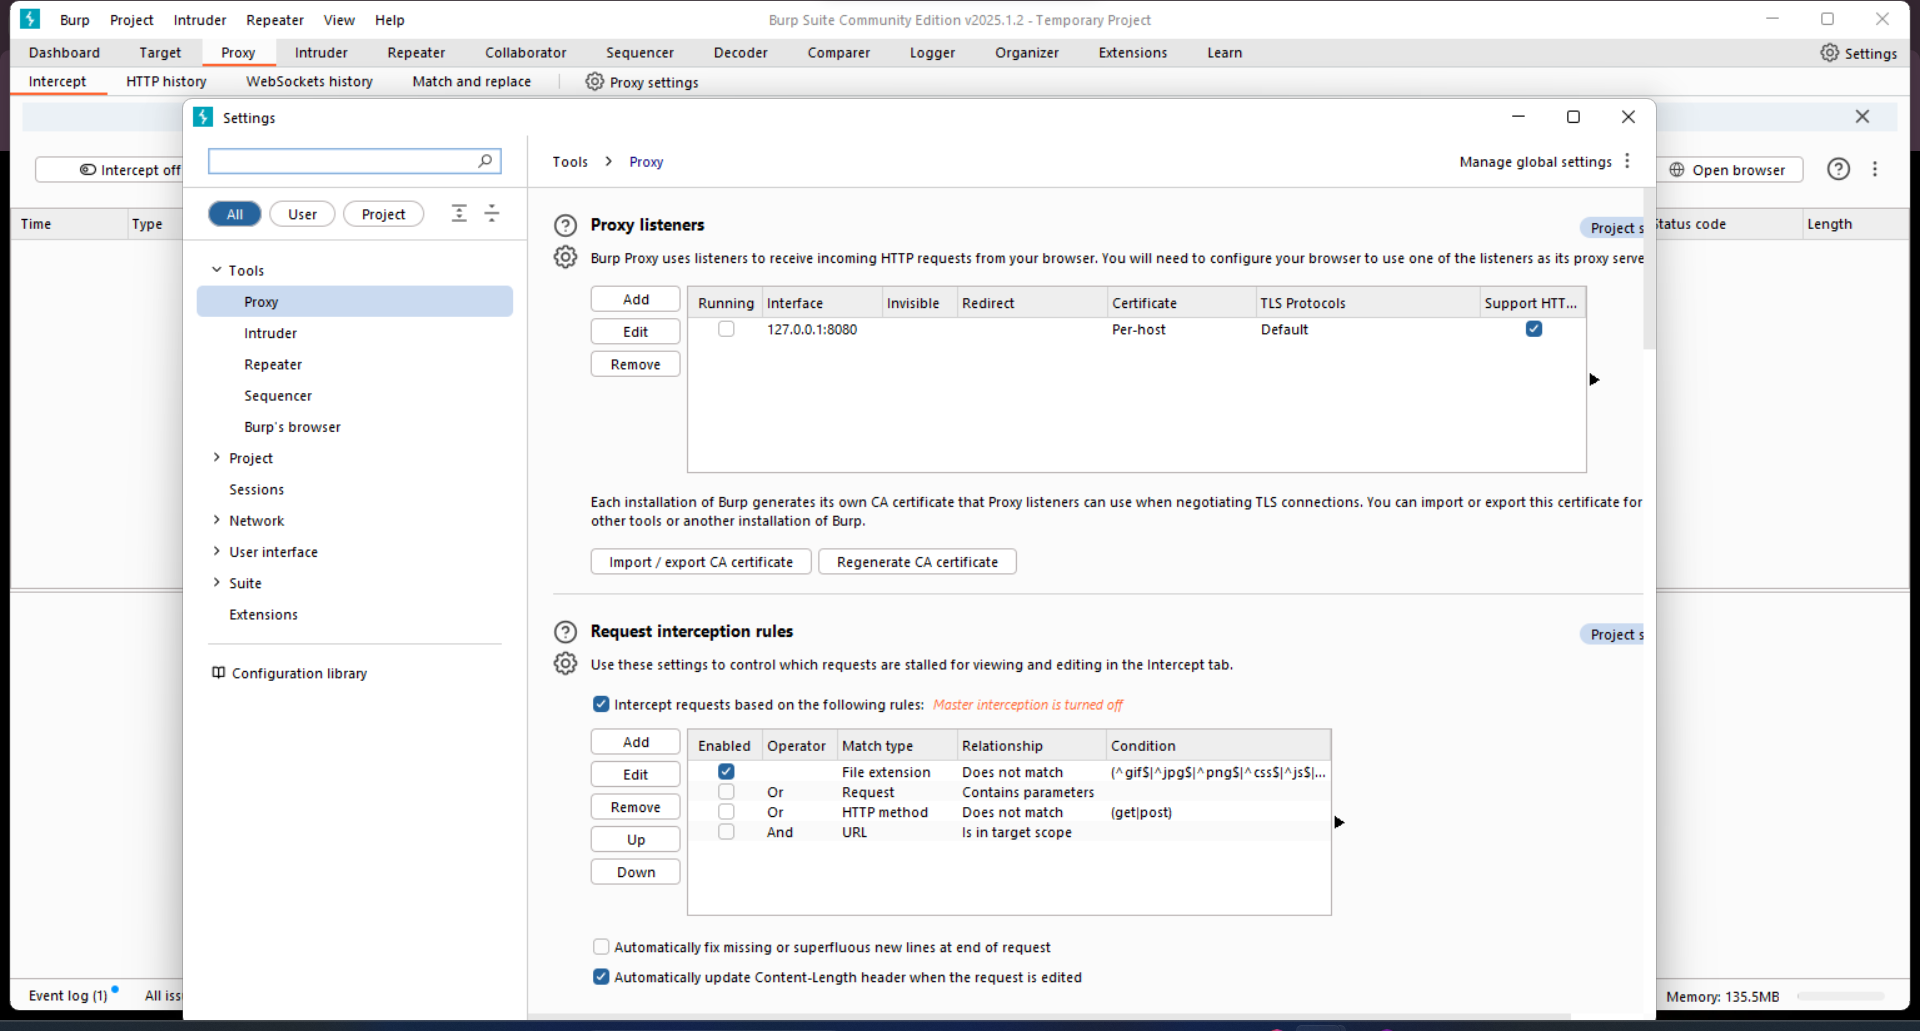 Burp Project Intruder Repeater View Help Burp Suite Community Edition v2025.1.2 - Temporary Project
Dashboard Target Proxy Intruder Repeater Collaborator Sequencer Decoder Comparer Logger Organizer Extensions Learn Settings
Intercept HTTP history WebSockets history Match and replace Proxy settings
Settings
Intercept off
Tools > Proxy
Manage global settings
Open browser
All User Project
Time Type
Status code Length
Tools
Proxy
Intruder
Repeater
Sequencer
Burp's browser
Project
Sessions
Network
User interface
Suite
Extensions
Configuration library
Proxy listeners
Project s
Burp Proxy uses listeners to receive incoming HTTP requests from your browser. You will need to configure your browser to use one of the listeners as its proxy serve
Add
Edit
Remove
Running Interface Invisible Redirect Certificate TLS Protocols Support HTT...
127.0.0.1:8080 Per-host Default
Each installation of Burp generates its own CA certificate that Proxy listeners can use when negotiating TLS connections. You can import or export this certificate for
other tools or another installation of Burp.
Import / export CA certificate Regenerate CA certificate
Request interception rules
Project s
Use these settings to control which requests are stalled for viewing and editing in the Intercept tab.
Intercept requests based on the following rules: Master interception is turned off
Add
Edit
Remove
Up
Down
Enabled Operator Match type Relationship Condition
File extension Does not match (^gif$|^jpg$|^png$|^css$|^js$|...
Or Request Contains parameters
Or HTTP method Does not match (get|post)
And URL Is in target scope
Automatically fix missing or superfluous new lines at end of request
Automatically update Content-Length header when the request is edited
Event log (1) All iss
Memory: 135.5MB